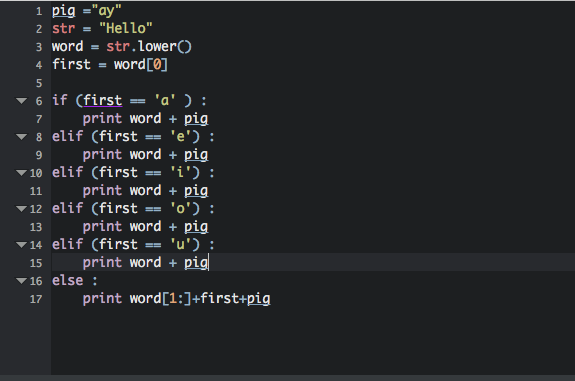 1 pig ="ay"
2 str = "Hello"
3 word = str.lower()
4 first = word[0]
5
6 if (first == 'a' ) :
7     print word + pig
8 elif (first == 'e') :
9     print word + pig
10 elif (first == 'i') :
11     print word + pig
12 elif (first == 'o') :
13     print word + pig
14 elif (first == 'u') :
15     print word + pig
16 else :
17     print word[1:]+first+pig